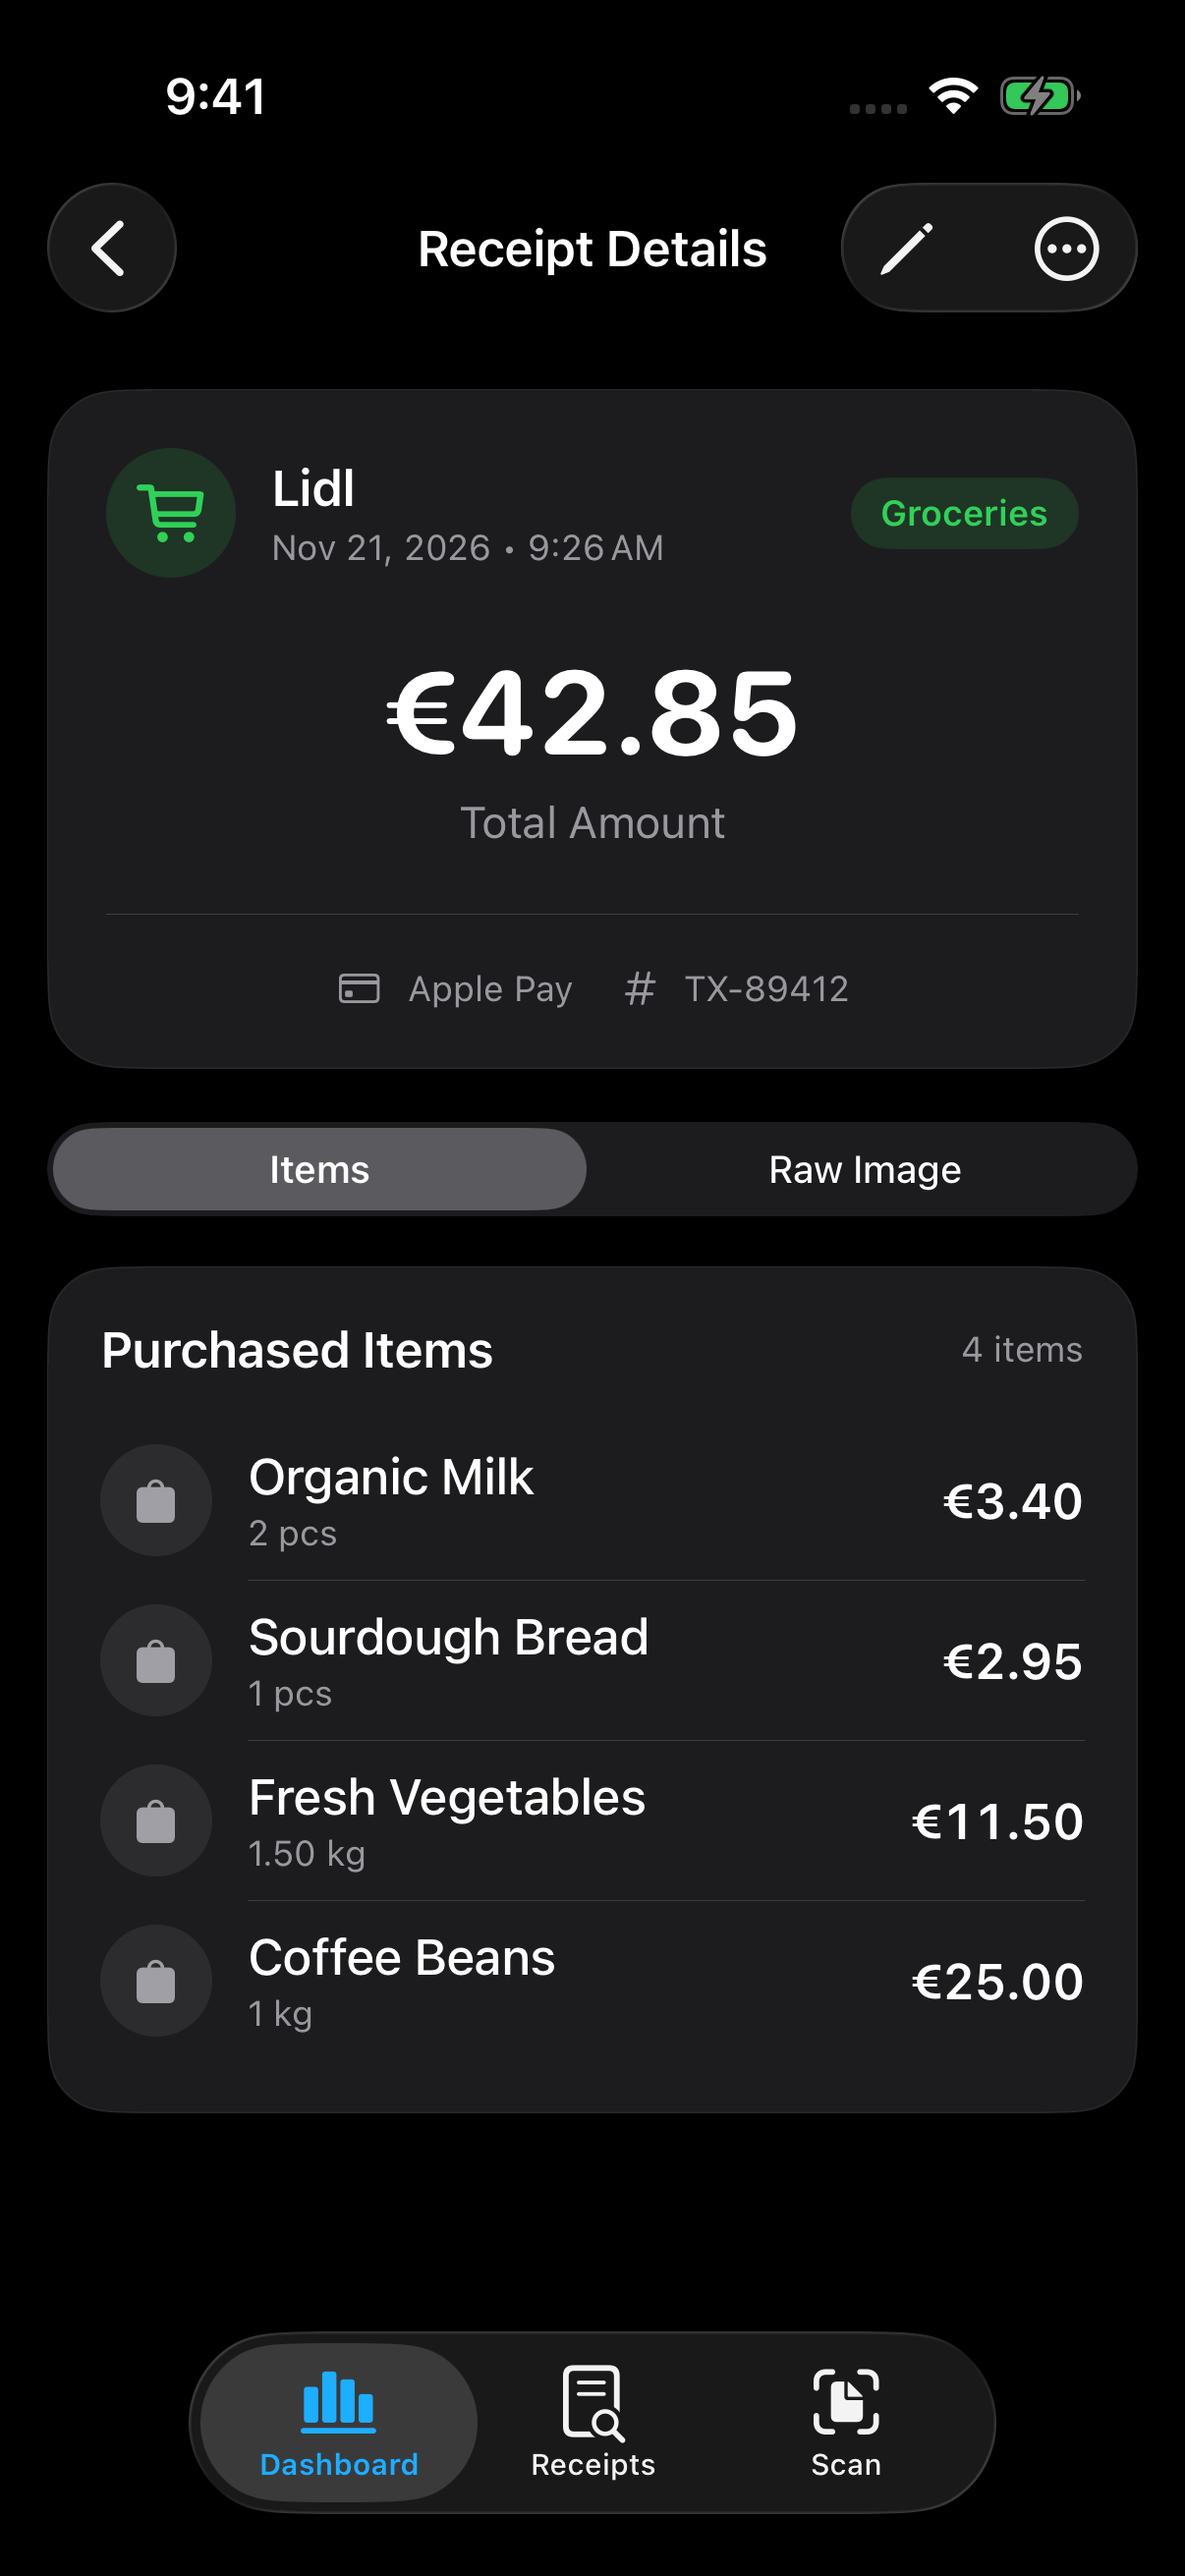 9:41
Receipt Details
Lidl
Groceries
Nov 21, 2026 • 9:26 AM
€42.85
Total Amount
Apple Pay # TX-89412
Items Raw Image
Purchased Items 4 items
Organic Milk
2 pcs
€3.40
Sourdough Bread
1 pcs
€2.95
Fresh Vegetables
1.50 kg
€11.50
Coffee Beans
1 kg
€25.00
Dashboard Receipts Scan